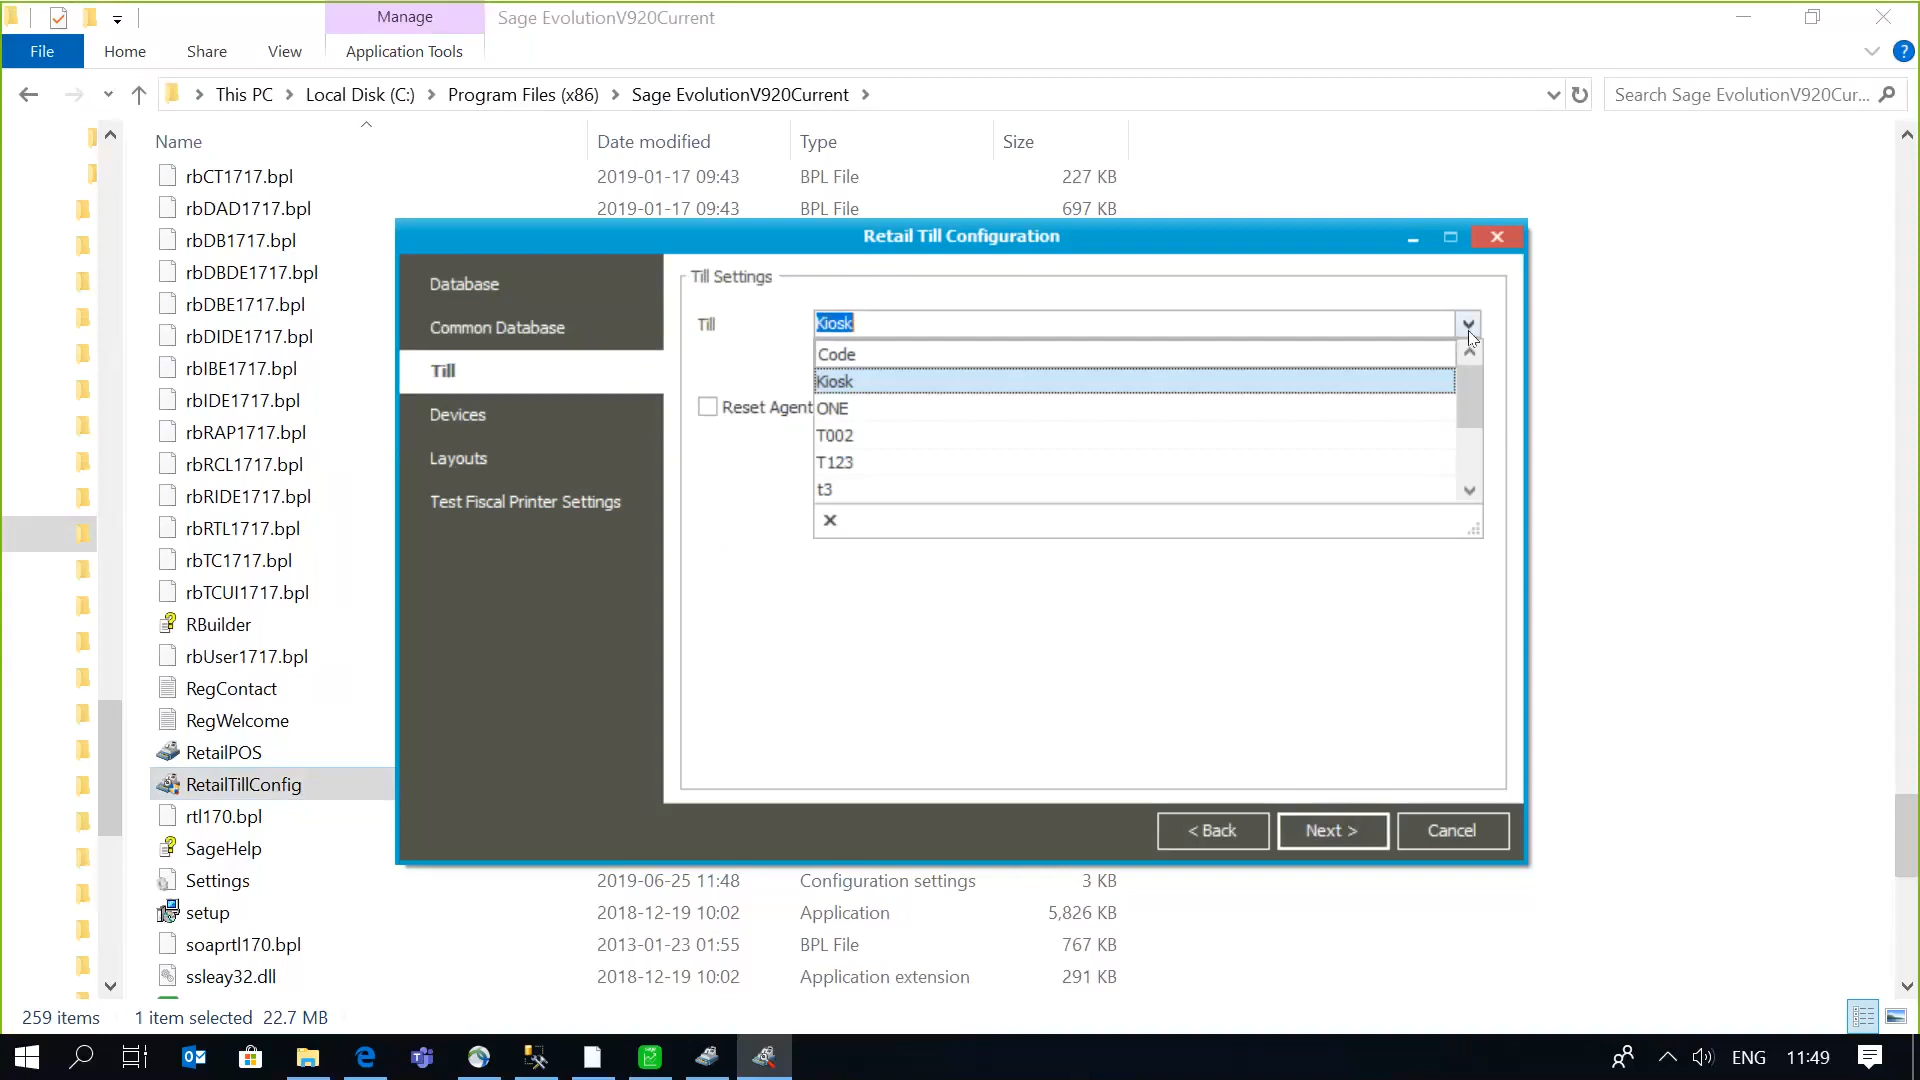 Manage
Sage EvolutionV920Current
File
Home
Share
View
Application Tools
This PC
Local Disk (C:)
Program Files (x86)
Sage EvolutionV920Current
Search Sage EvolutionV920Cur...
Name
Date modified
Type
Size
rbCT1717.bpl 2019-01-17 09:43 BPL File 227 KB
rbDAD1717.bpl 2019-01-17 09:43 BPL File 697 KB
rbDB1717.bpl
rbDBDE1717.bpl
rbDBE1717.bpl
rbDIDE1717.bpl
rbIBE1717.bpl
rbIDE1717.bpl
rbRAP1717.bpl
rbRCL1717.bpl
rbRIDE1717.bpl
rbRTL1717.bpl
rbTC1717.bpl
rbTCUI1717.bpl
RBuilder
rbUser1717.bpl
RegContact
RegWelcome
RetailPOS
RetailTillConfig
rtl170.bpl
SageHelp
Settings 2019-06-25 11:48 Configuration settings 3 KB
setup 2018-12-19 10:02 Application 5,826 KB
soaprtl170.bpl 2013-01-23 01:55 BPL File 767 KB
ssleay32.dll 2018-12-19 10:02 Application extension 291 KB
Retail Till Configuration
Database
Common Database
Till
Devices
Layouts
Test Fiscal Printer Settings
Till Settings
Till
Kiosk
Code
Kiosk
Reset Agent
ONE
T002
T123
t3
< Back
Next >
Cancel
259 items
1 item selected 22.7 MB
ENG
11:49